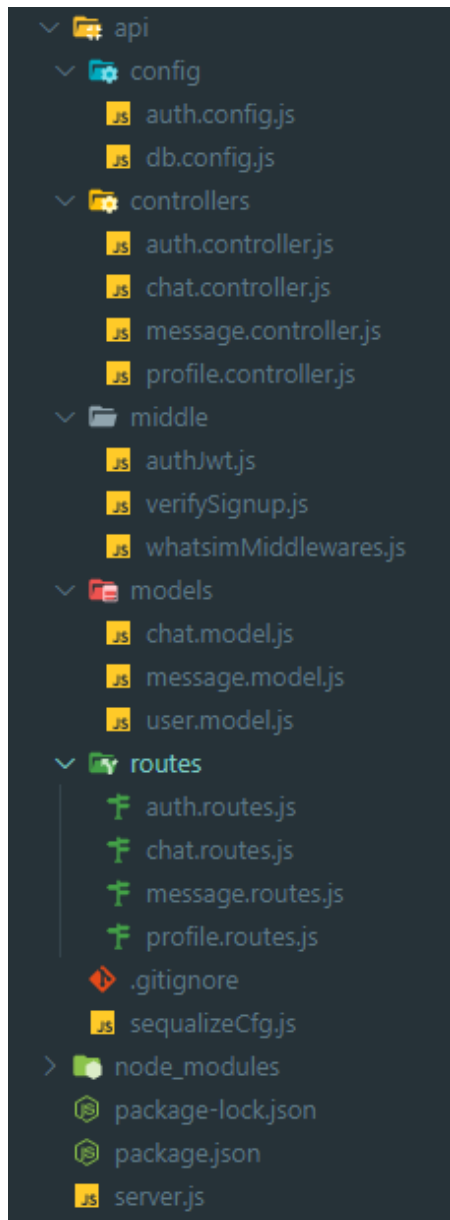 api
config
auth.config.js
db.config.js
controllers
auth.controller.js
chat.controller.js
message.controller.js
profile.controller.js
middle
authJwt.js
verifySignup.js
whatsimMiddlewares.js
models
chat.model.js
message.model.js
user.model.js
routes
auth.routes.js
chat.routes.js
message.routes.js
profile.routes.js
.gitignore
sequalizeCfg.js
node_modules
package-lock.json
package.json
server.js